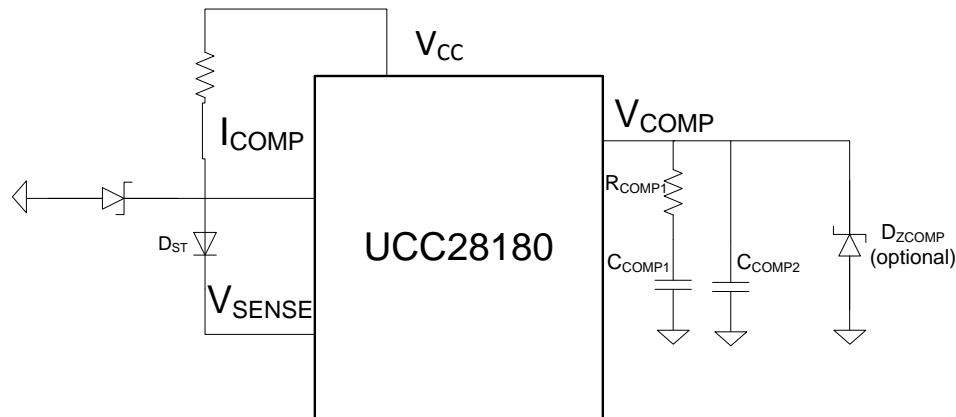 VCC
ICOMP
VCOMP
RCOMP1
DST
UCC28180
DZCOMP
(optional)
CCOMP1
CCOMP2
VSENSE